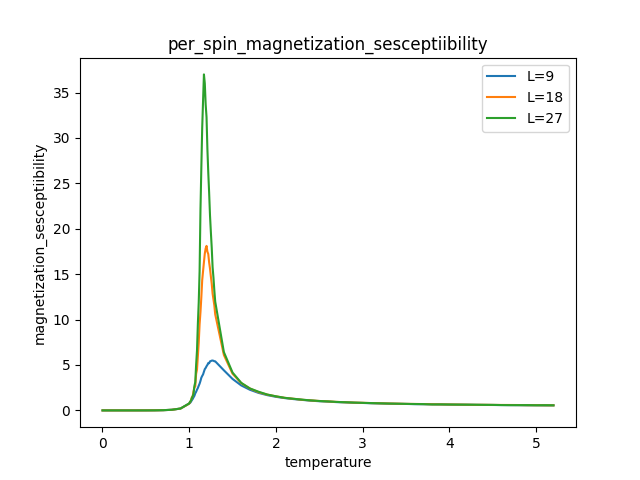 per_spin_magnetization_sesceptiibility
L=9
L=18
L=27
35
30
25
20
15
10
5
0
magnetization_sesceptiibility
0 1 2 3 4 5
temperature